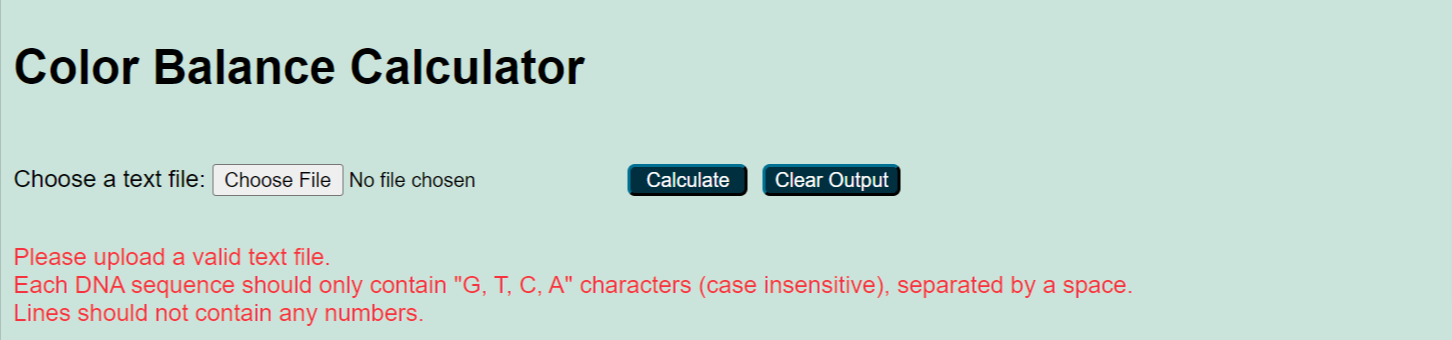 Color Balance Calculator
Choose a text file: Choose File No file chosen Calculate Clear Output
Please upload a valid text file.
Each DNA sequence should only contain "G, T, C, A" characters (case insensitive), separated by a space.
Lines should not contain any numbers.